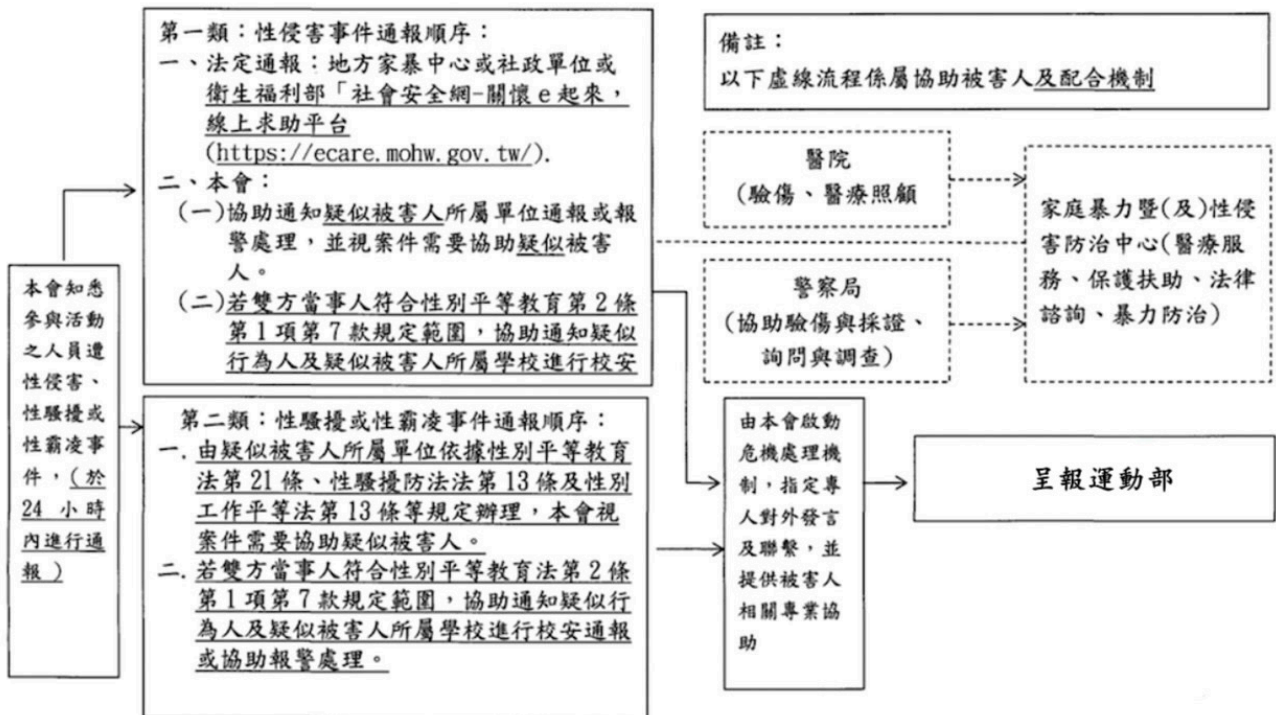 本會知悉
參與活動
之人員遭
性侵害、
性騷擾或
性霸凌事
件，(於
24 小時
內進行通
報)
第一類：性侵害事件通報順序：
一、法定通報：地方家暴中心或社政單位或
衛生福利部「社會安全網-關懷 e 起來，
線上求助平台
(https://ecare.mohw.gov.tw/).
二、本會：
(一)協助通知疑似被害人所屬單位通報或報
警處理，並視案件需要協助疑似被害
人。
(二)若雙方當事人符合性別平等教育第 2 條
第 1 項第 7 款規定範圍，協助通知疑似
行為人及疑似被害人所屬學校進行校安
第二類：性騷擾或性霸凌事件通報順序：
一. 由疑似被害人所屬單位依據性別平等教育
法第 21 條、性騷擾防法法第 13 條及性別
工作平等法第 13 條等規定辦理，本會視
案件需要協助疑似被害人。
二. 若雙方當事人符合性別平等教育法第 2 條
第 1 項第 7 款規定範圍，協助通知疑似行
為人及疑似被害人所屬學校進行校安通報
或協助報警處理。
備註：
以下虛線流程係屬協助被害人及配合機制
醫院
(驗傷、醫療照顧
警察局
(協助驗傷與採證、
詢問與調查)
家庭暴力暨(及)性侵
害防治中心(醫療服
務、保護扶助、法律
諮詢、暴力防治)
由本會啟動
危機處理機
制，指定專
人對外發言
及聯繫，並
提供被害人
相關專業協
助
呈報運動部